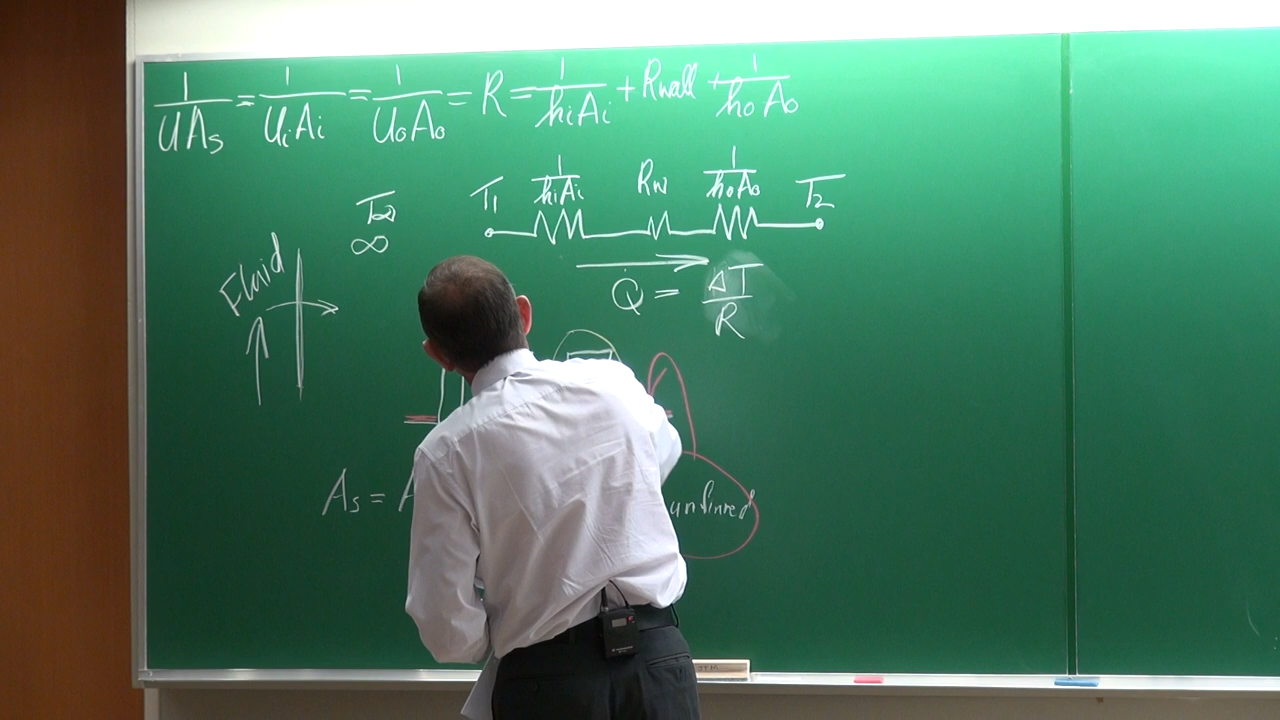 1/UAs = 1/UiAi = 1/UoAo = R = 1/hiAi + Rwall + 1/hoAo
T1 1/hiAi Rw 1/hoAo T2
T∞
∞
Fluid
Q̇ = ΔT/R
As = A
unfinned